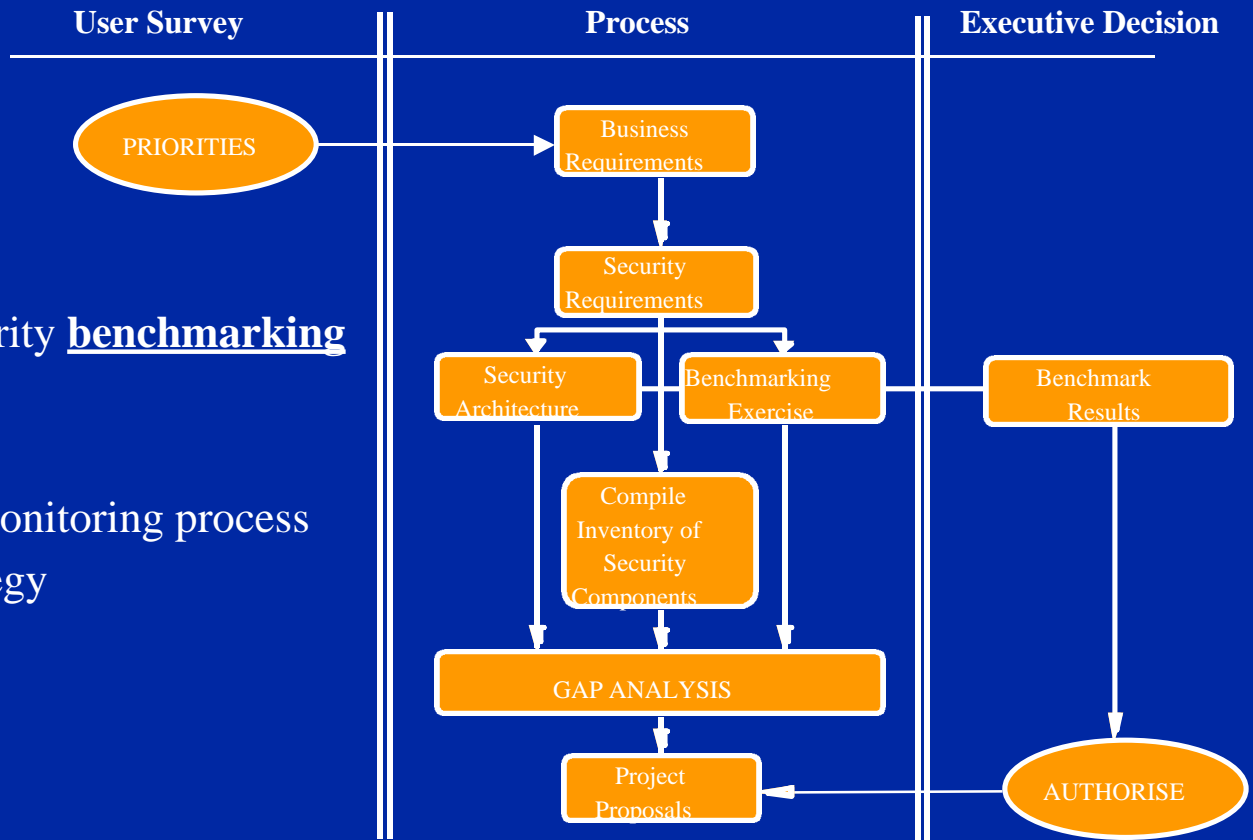 User Survey
Process
Executive Decision
PRIORITIES
Business
Requirements
Security
Requirements
rity benchmarking
Security
Architecture
Benchmarking
Exercise
Benchmark
Results
onitoring process
egy
Compile
Inventory of
Security
Components
GAP ANALYSIS
Project
Proposals
AUTHORISE